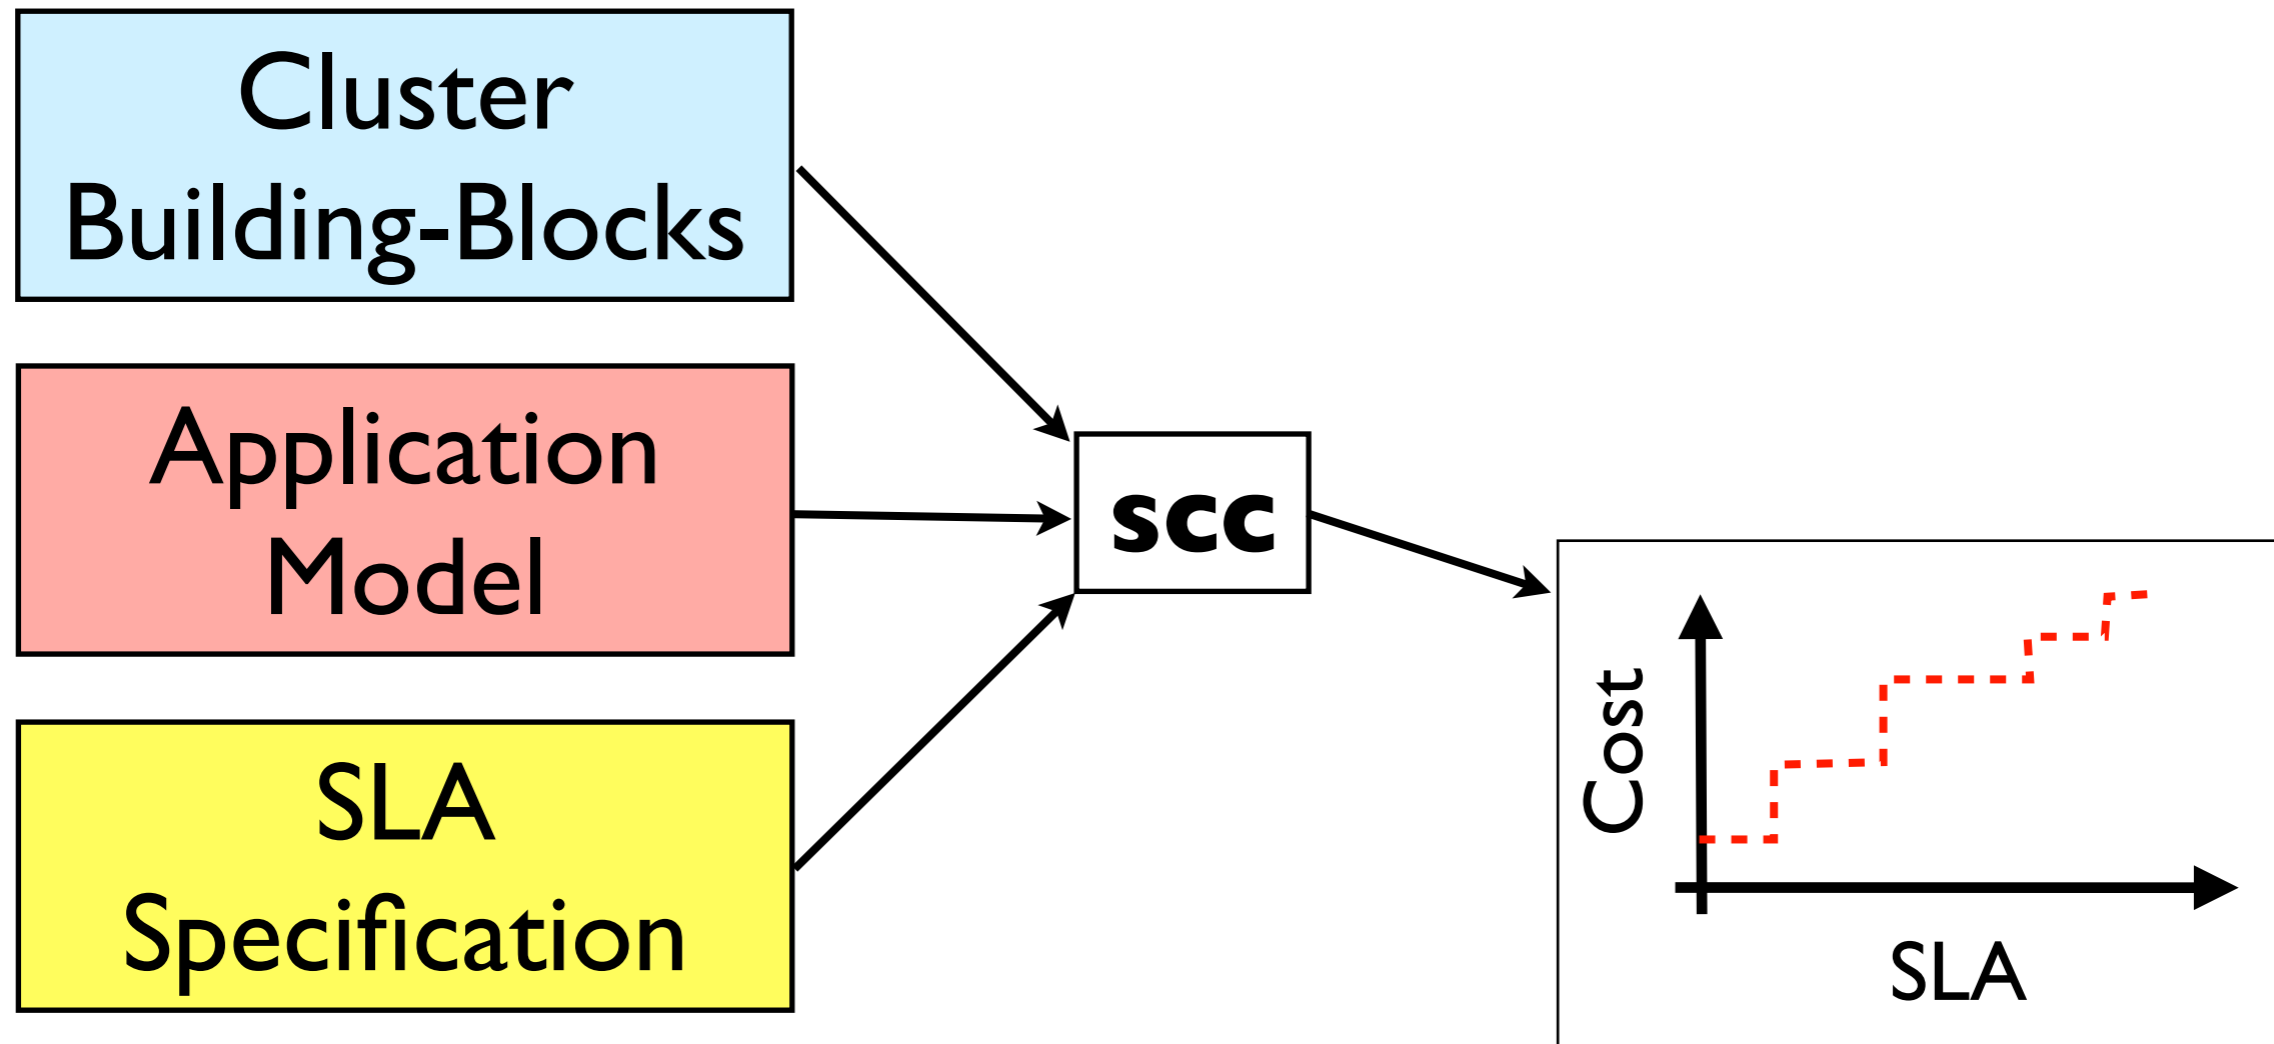 Cluster
Building-Blocks
Application
Model
SLA
Specification
scc
Cost
SLA